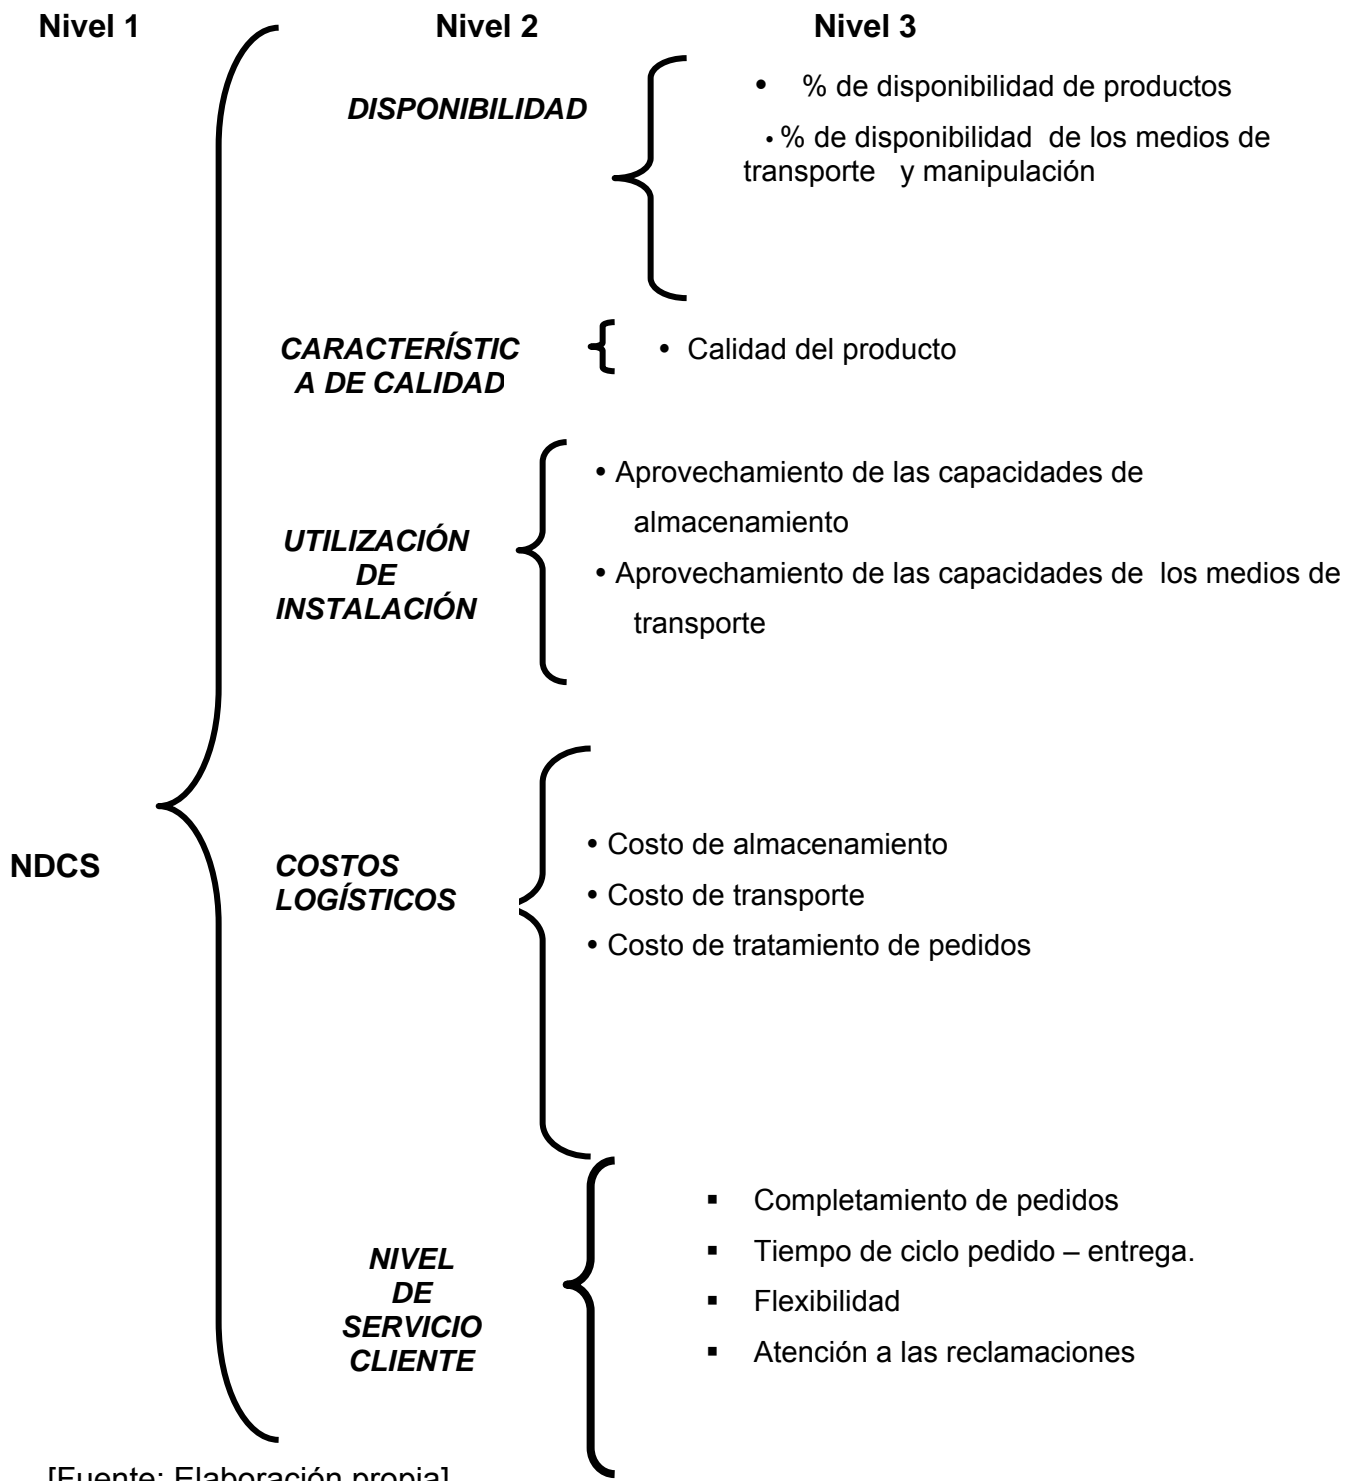 Nivel 1 Nivel 2 Nivel 3
DISPONIBILIDAD
• % de disponibilidad de productos
• % de disponibilidad de los medios de
transporte y manipulación
CARACTERÍSTIC
A DE CALIDAD
• Calidad del producto
UTILIZACIÓN
DE
INSTALACIÓN
• Aprovechamiento de las capacidades de
almacenamiento
• Aprovechamiento de las capacidades de los medios de
transporte
NDCS
COSTOS
LOGÍSTICOS
• Costo de almacenamiento
• Costo de transporte
• Costo de tratamiento de pedidos
NIVEL
DE
SERVICIO
CLIENTE
▪ Completamiento de pedidos
▪ Tiempo de ciclo pedido – entrega.
▪ Flexibilidad
▪ Atención a las reclamaciones
[Fuente: Elaboración propia]